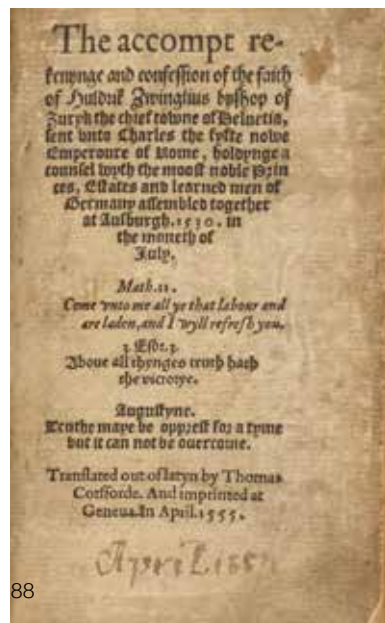 The accompt re-
kenynge and confession of the faith
of Huldrik Zwinglius byshop of
Zuryk the chief towne of Helvetia,
sent unto Charles the fyfte nowe
Emperoure of Rome, holdynge a
counsel wyth the moost noble Prin
ces, Estates and learned men of
Germany assembled together
at Ausburgh. 1530. in
the moneth of
July.
Math. 11.
Come vnto me all ye that labour and
are laden, and I wyll refresh you.
3. Esdr. 3.
Aboue all thynges truth hath
the victorye.
Augustyne.
Truthe maye be opprest for a tyme
but it can not be ouercome.
Translated out of latyn by Thomas
Cotsforde. And imprinted at
Geneua. In April. 1555.
April. 155
88